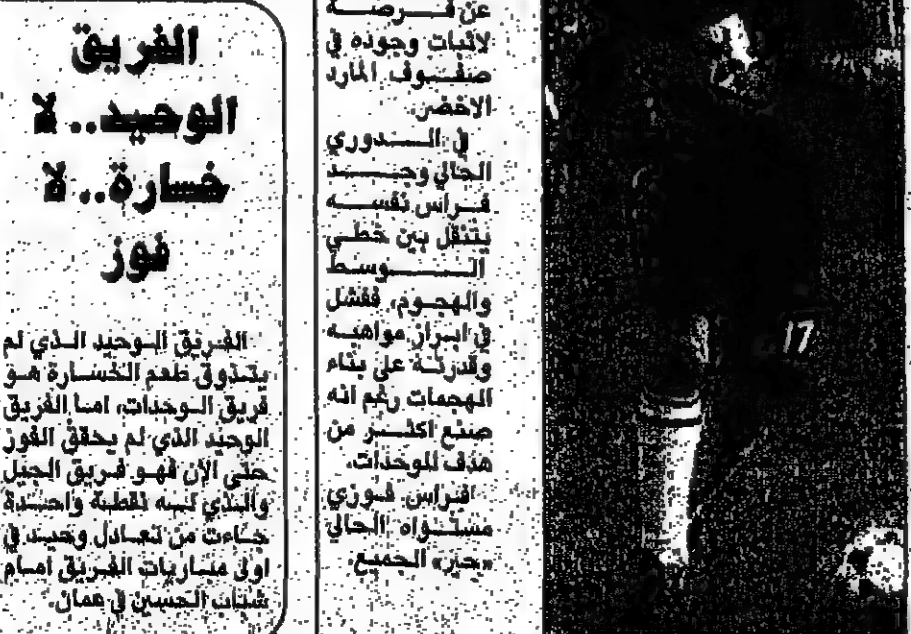 عن فرصة
لاثبات وجوده في
صفوف المارد
الاخضر.
في الدوري
الحالي وجد
فراس نفسه
يتنقل بين خطي
الوسط
والهجوم، ففشل
في ابراز مواهبه
وقدرته على بناء
الهجمات رغم انه
صنع اكثر من
هدف للوحدات.
فراس فوزي
مستواه الحالي
«حير» الجميع.
الفريق
الوحيد.. لا
خسارة.. لا
فوز
الفريق الوحيد الذي لم
يتذوق طعم الخسارة هو
فريق الوحدات، اما الفريق
الوحيد الذي لم يحقق الفوز
حتى الآن فهو فريق الجيل
والذي له نقطة واحدة
جاءت من تعادل وحيد في
اولى مباريات الفريق امام
شباب الحسين في عمان.
17